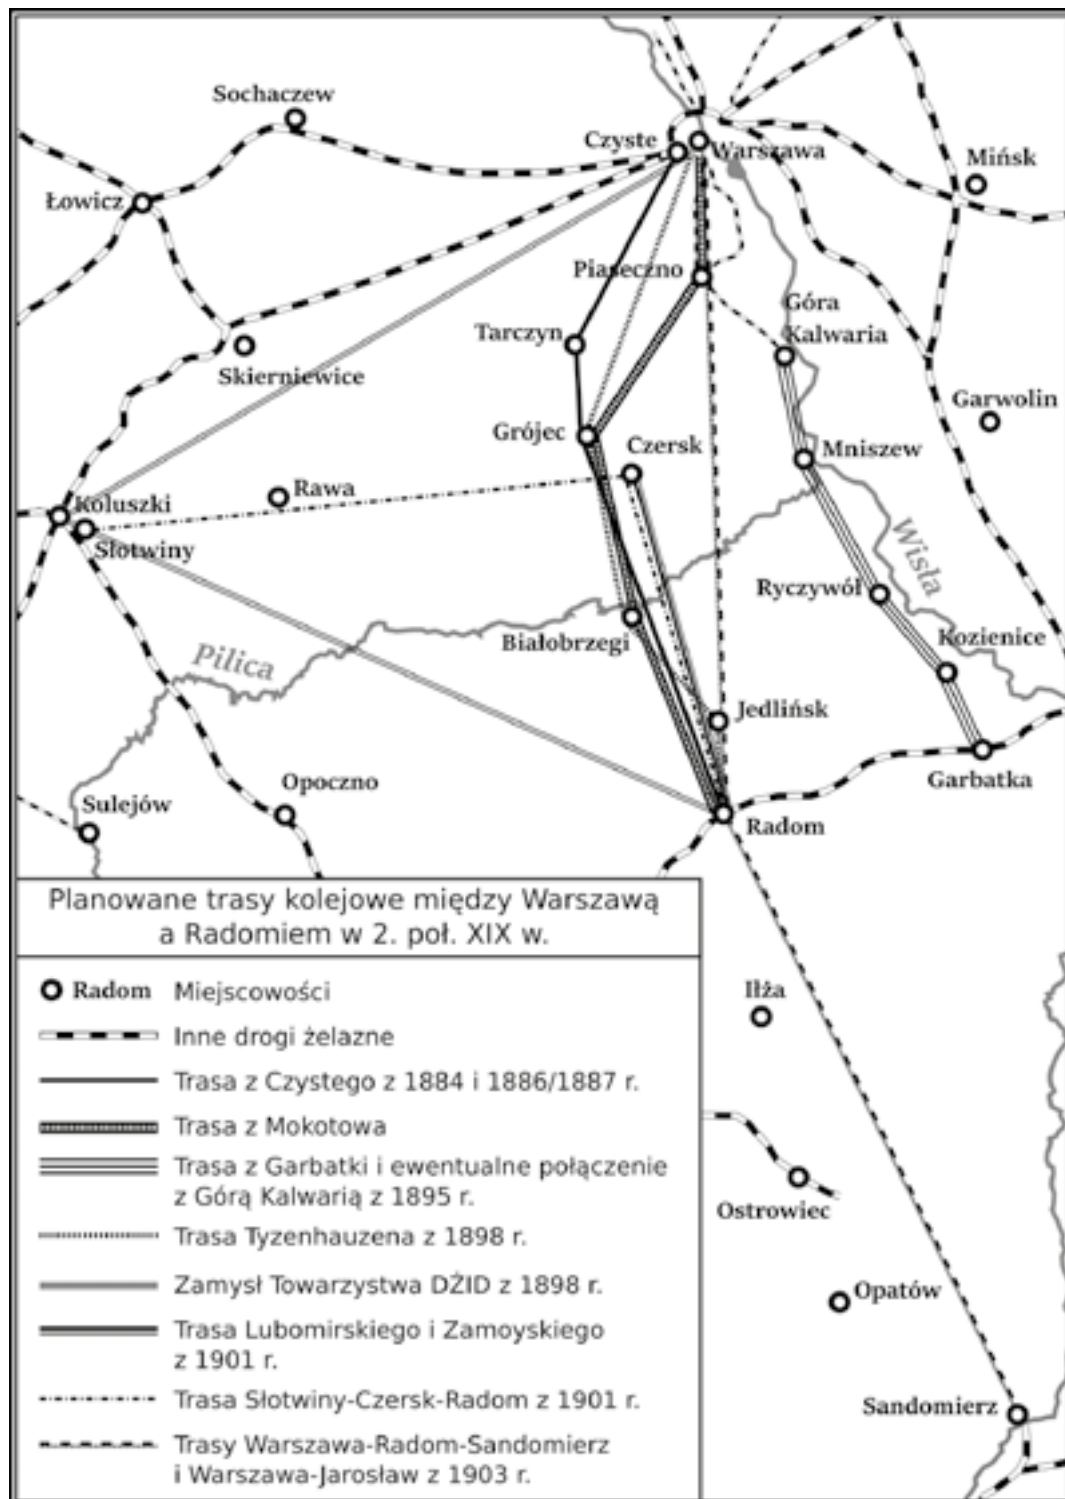 Sochaczew
Czyste
Warszawa
Mińsk
Łowicz
Piaseczno
Góra
Kalwaria
Tarczyn
Skierniewice
Garwolin
Grójec
Czersk
Mniszew
Rawa
Koluszki
Słotwiny
Wisła
Ryczywół
Białobrzegi
Kozienice
Pilica
Jedlińsk
Garbatka
Opoczno
Sulejów
Radom
Planowane trasy kolejowe między Warszawą
a Radomiem w 2. poł. XIX w.
Radom Miejscowości
Inne drogi żelazne
Trasa z Czystego z 1884 i 1886/1887 r.
Trasa z Mokotowa
Trasa z Garbatki i ewentualne połączenie
z Górą Kalwarią z 1895 r.
Trasa Tyzenhauzena z 1898 r.
Zamysł Towarzystwa DŻID z 1898 r.
Trasa Lubomirskiego i Zamoyskiego
z 1901 r.
Trasa Słotwiny-Czersk-Radom z 1901 r.
Trasy Warszawa-Radom-Sandomierz
i Warszawa-Jarosław z 1903 r.
Iłża
Ostrowiec
Opatów
Sandomierz